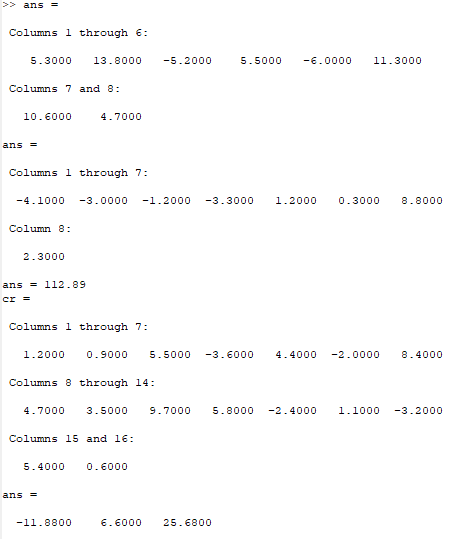 >> ans =
Columns 1 through 6:
5.3000 13.8000 -5.2000 5.5000 -6.0000 11.3000
Columns 7 and 8:
10.6000 4.7000
ans =
Columns 1 through 7:
-4.1000 -3.0000 -1.2000 -3.3000 1.2000 0.3000 8.8000
Column 8:
2.3000
ans = 112.89
cr =
Columns 1 through 7:
1.2000 0.9000 5.5000 -3.6000 4.4000 -2.0000 8.4000
Columns 8 through 14:
4.7000 3.5000 9.7000 5.8000 -2.4000 1.1000 -3.2000
Columns 15 and 16:
5.4000 0.6000
ans =
-11.8800 6.6000 25.6800